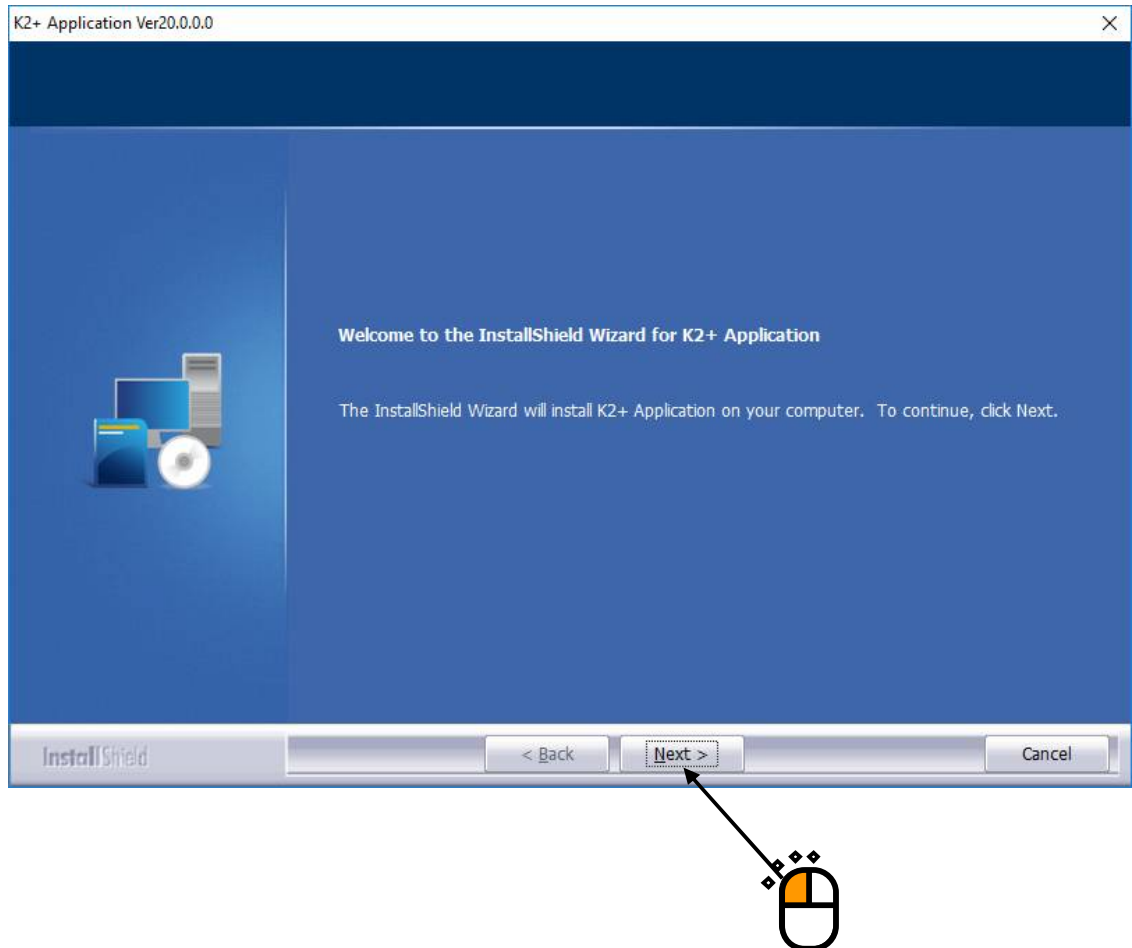 K2+ Application Ver20.0.0.0
Welcome to the InstallShield Wizard for K2+ Application
The InstallShield Wizard will install K2+ Application on your computer.  To continue, click Next.
InstallShield
< Back
Next >
Cancel